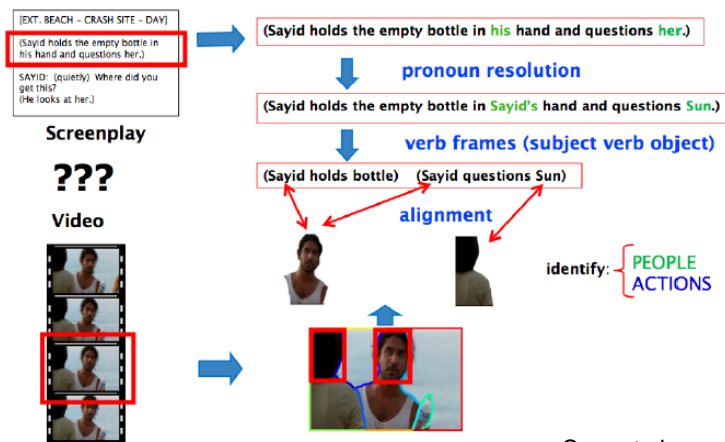 [EXT. BEACH – CRASH SITE – DAY]
(Sayid holds the empty bottle in
his hand and questions her.)
SAYID: (quietly) Where did you
get this?
(He looks at her.)
Screenplay
???
Video
(Sayid holds the empty bottle in his hand and questions her.)
pronoun resolution
(Sayid holds the empty bottle in Sayid's hand and questions Sun.)
verb frames (subject verb object)
(Sayid holds bottle) (Sayid questions Sun)
alignment
identify:
PEOPLE
ACTIONS